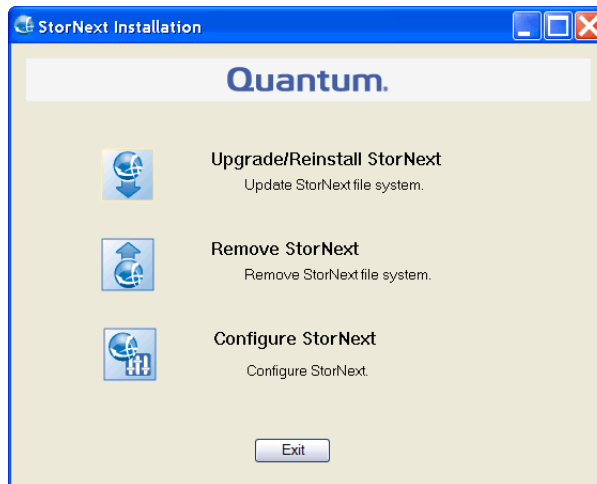 StorNext Installation
Quantum.
Upgrade/Reinstall StorNext
Update StorNext file system.
Remove StorNext
Remove StorNext file system.
Configure StorNext
Configure StorNext.
Exit